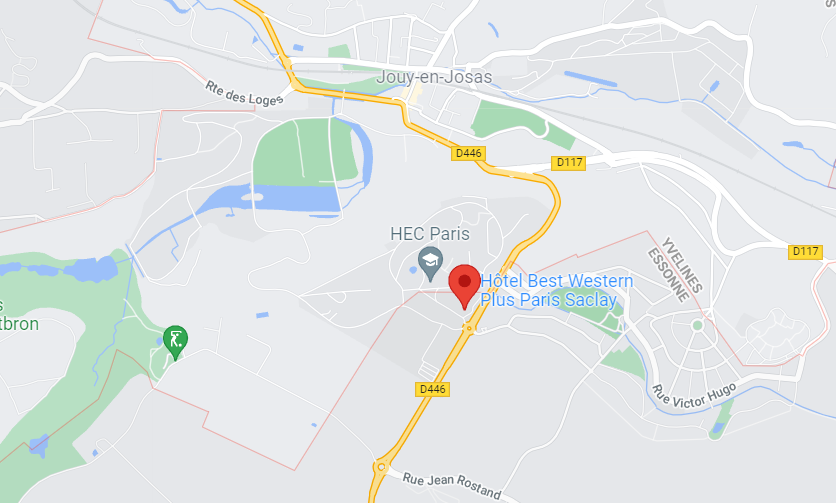 Jouy-en-Josas
Rte des Loges
D446
D117
HEC Paris
D117
YVELINES
ESSONNE
Hôtel Best Western
Plus Paris Saclay
tbron
D446
Rue Victor Hugo
Rue Jean Rostand